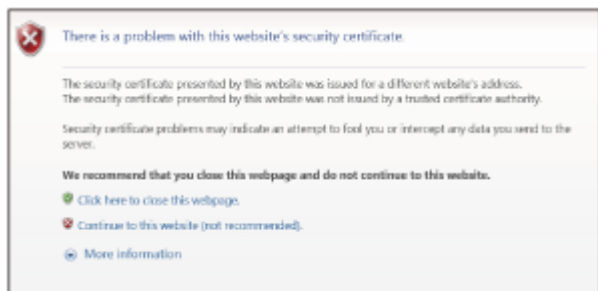 There is a problem with this website's security certificate.
The security certificate presented by this website was issued for a different website's address.
The security certificate presented by this website was not issued by a trusted certificate authority.
Security certificate problems may indicate an attempt to fool you or intercept any data you send to the
server.
We recommend that you close this webpage and do not continue to this website.
Click here to close this webpage.
Continue to this website (not recommended).
More information